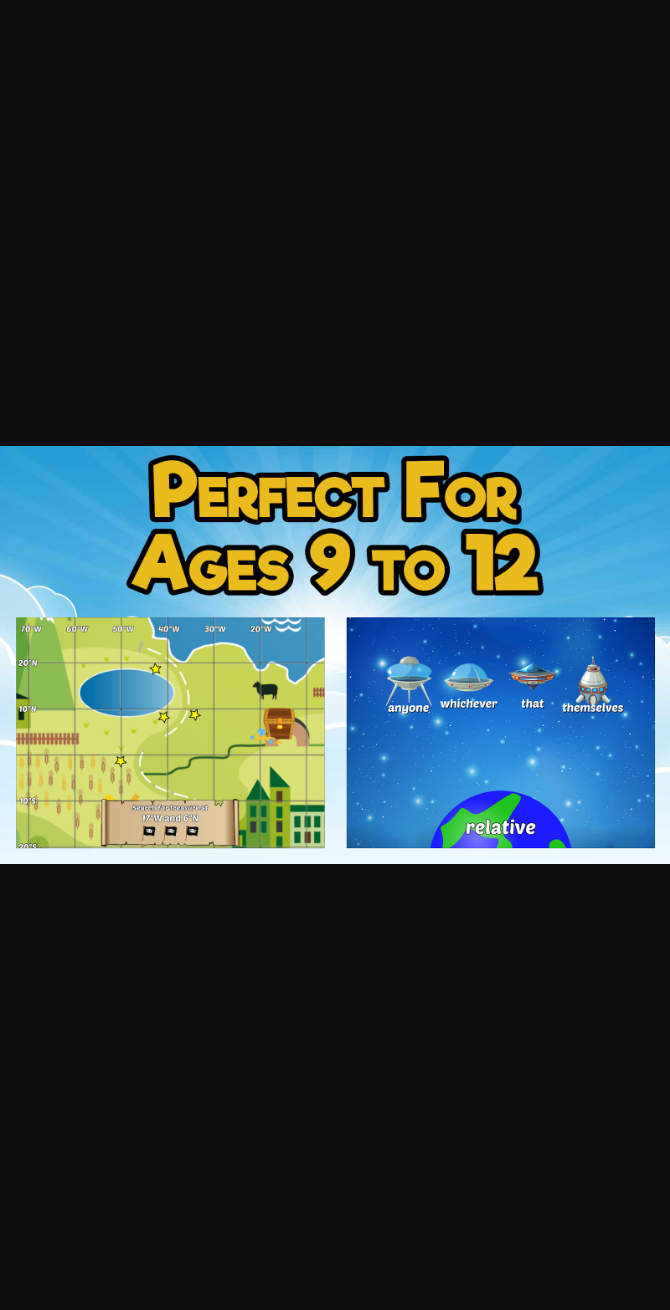 Perfect For
Ages 9 to 12
70°W 60°W 50°W 40°W 30°W 20°W
20°N
10°N
10°S
20°S
Search for treasure at
17°W and 6°N
anyone whichever that themselves
relative